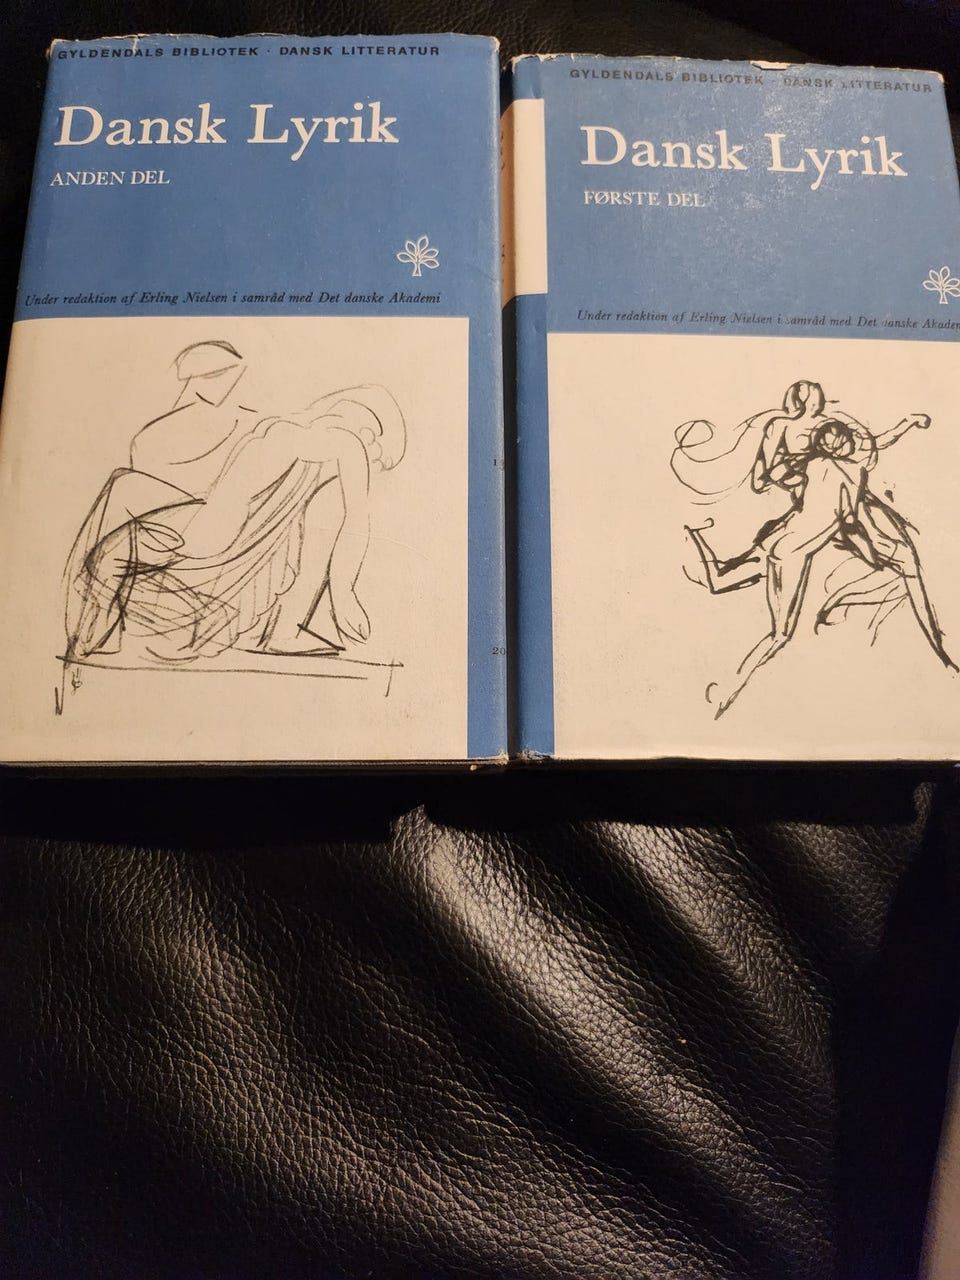 GYLDENDALS BIBLIOTEK · DANSK LITTERATUR
Dansk Lyrik
ANDEN DEL
Under redaktion af Erling Nielsen i samråd med Det danske Akademi
GYLDENDALS BIBLIOTEK · DANSK LITTERATUR
Dansk Lyrik
FØRSTE DEL
Under redaktion af Erling Nielsen i samråd med Det danske
20